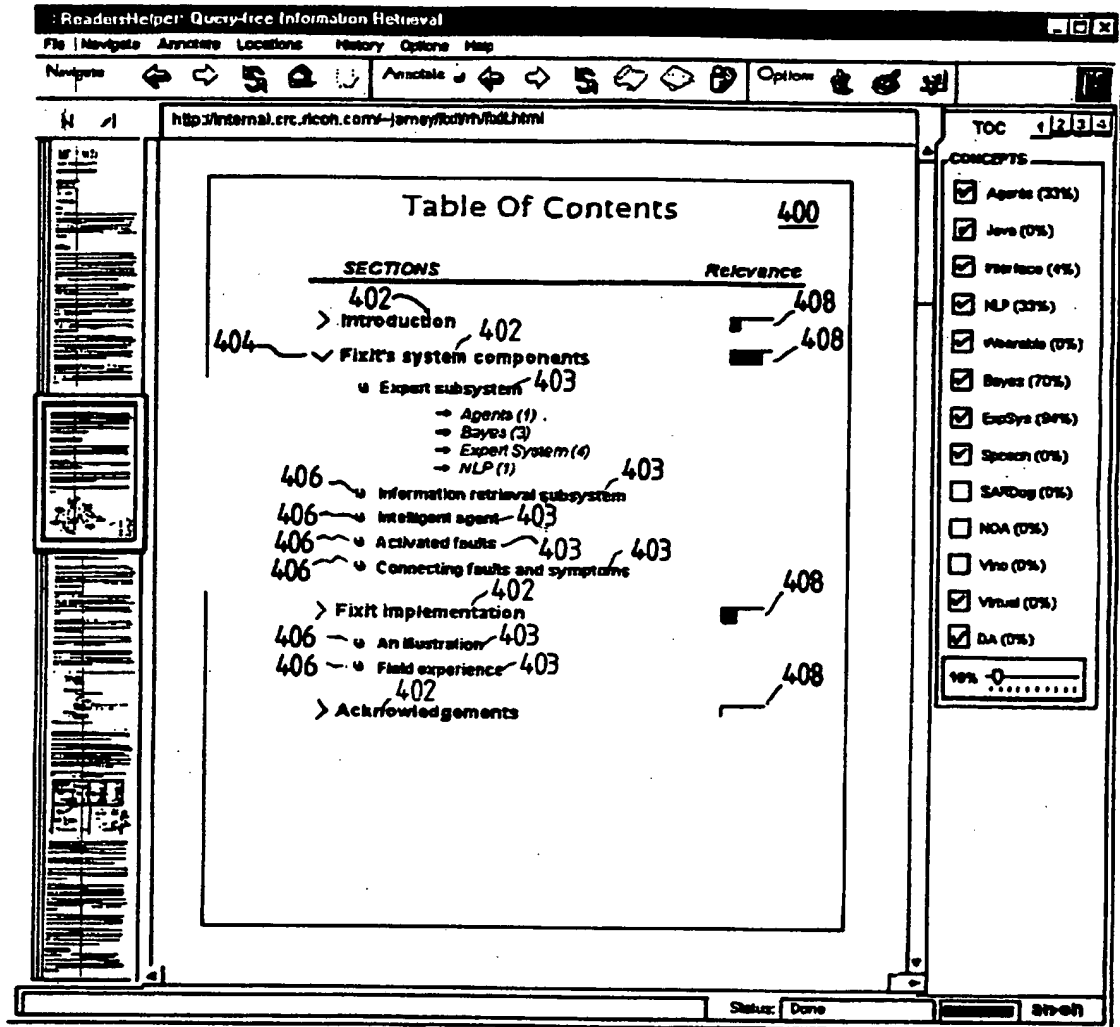 : ReadersHelper: Query-free Information Retrieval
File Navigate Annotate Locations History Options Help
Navigate Annotate Options
http://internal.crc.ricoh.com/~jamey/fixit/rh/fixit.html
TOC 1 2 3 4
CONCEPTS
Agents (33%)
Java (0%)
Interface (4%)
NLP (33%)
Wearable (0%)
Bayes (70%)
ExpSys (94%)
Speech (0%)
SARDog (0%)
NOA (0%)
Vino (0%)
Virtual (0%)
DA (0%)
10%
Table Of Contents 400
SECTIONS Relevance
402 408
> Introduction 402
404 Fixit's system components 408
Expert subsystem 403
→ Agents (1)
→ Bayes (3)
→ Expert System (4)
→ NLP (1)
406 Information retrieval subsystem 403
406 Intelligent agent 403
406 Activated faults 403
406 Connecting faults and symptoms 403
402 408
> Fixit implementation
406 An illustration 403
406 Field experience 403
402 408
> Acknowledgements
Status: Done